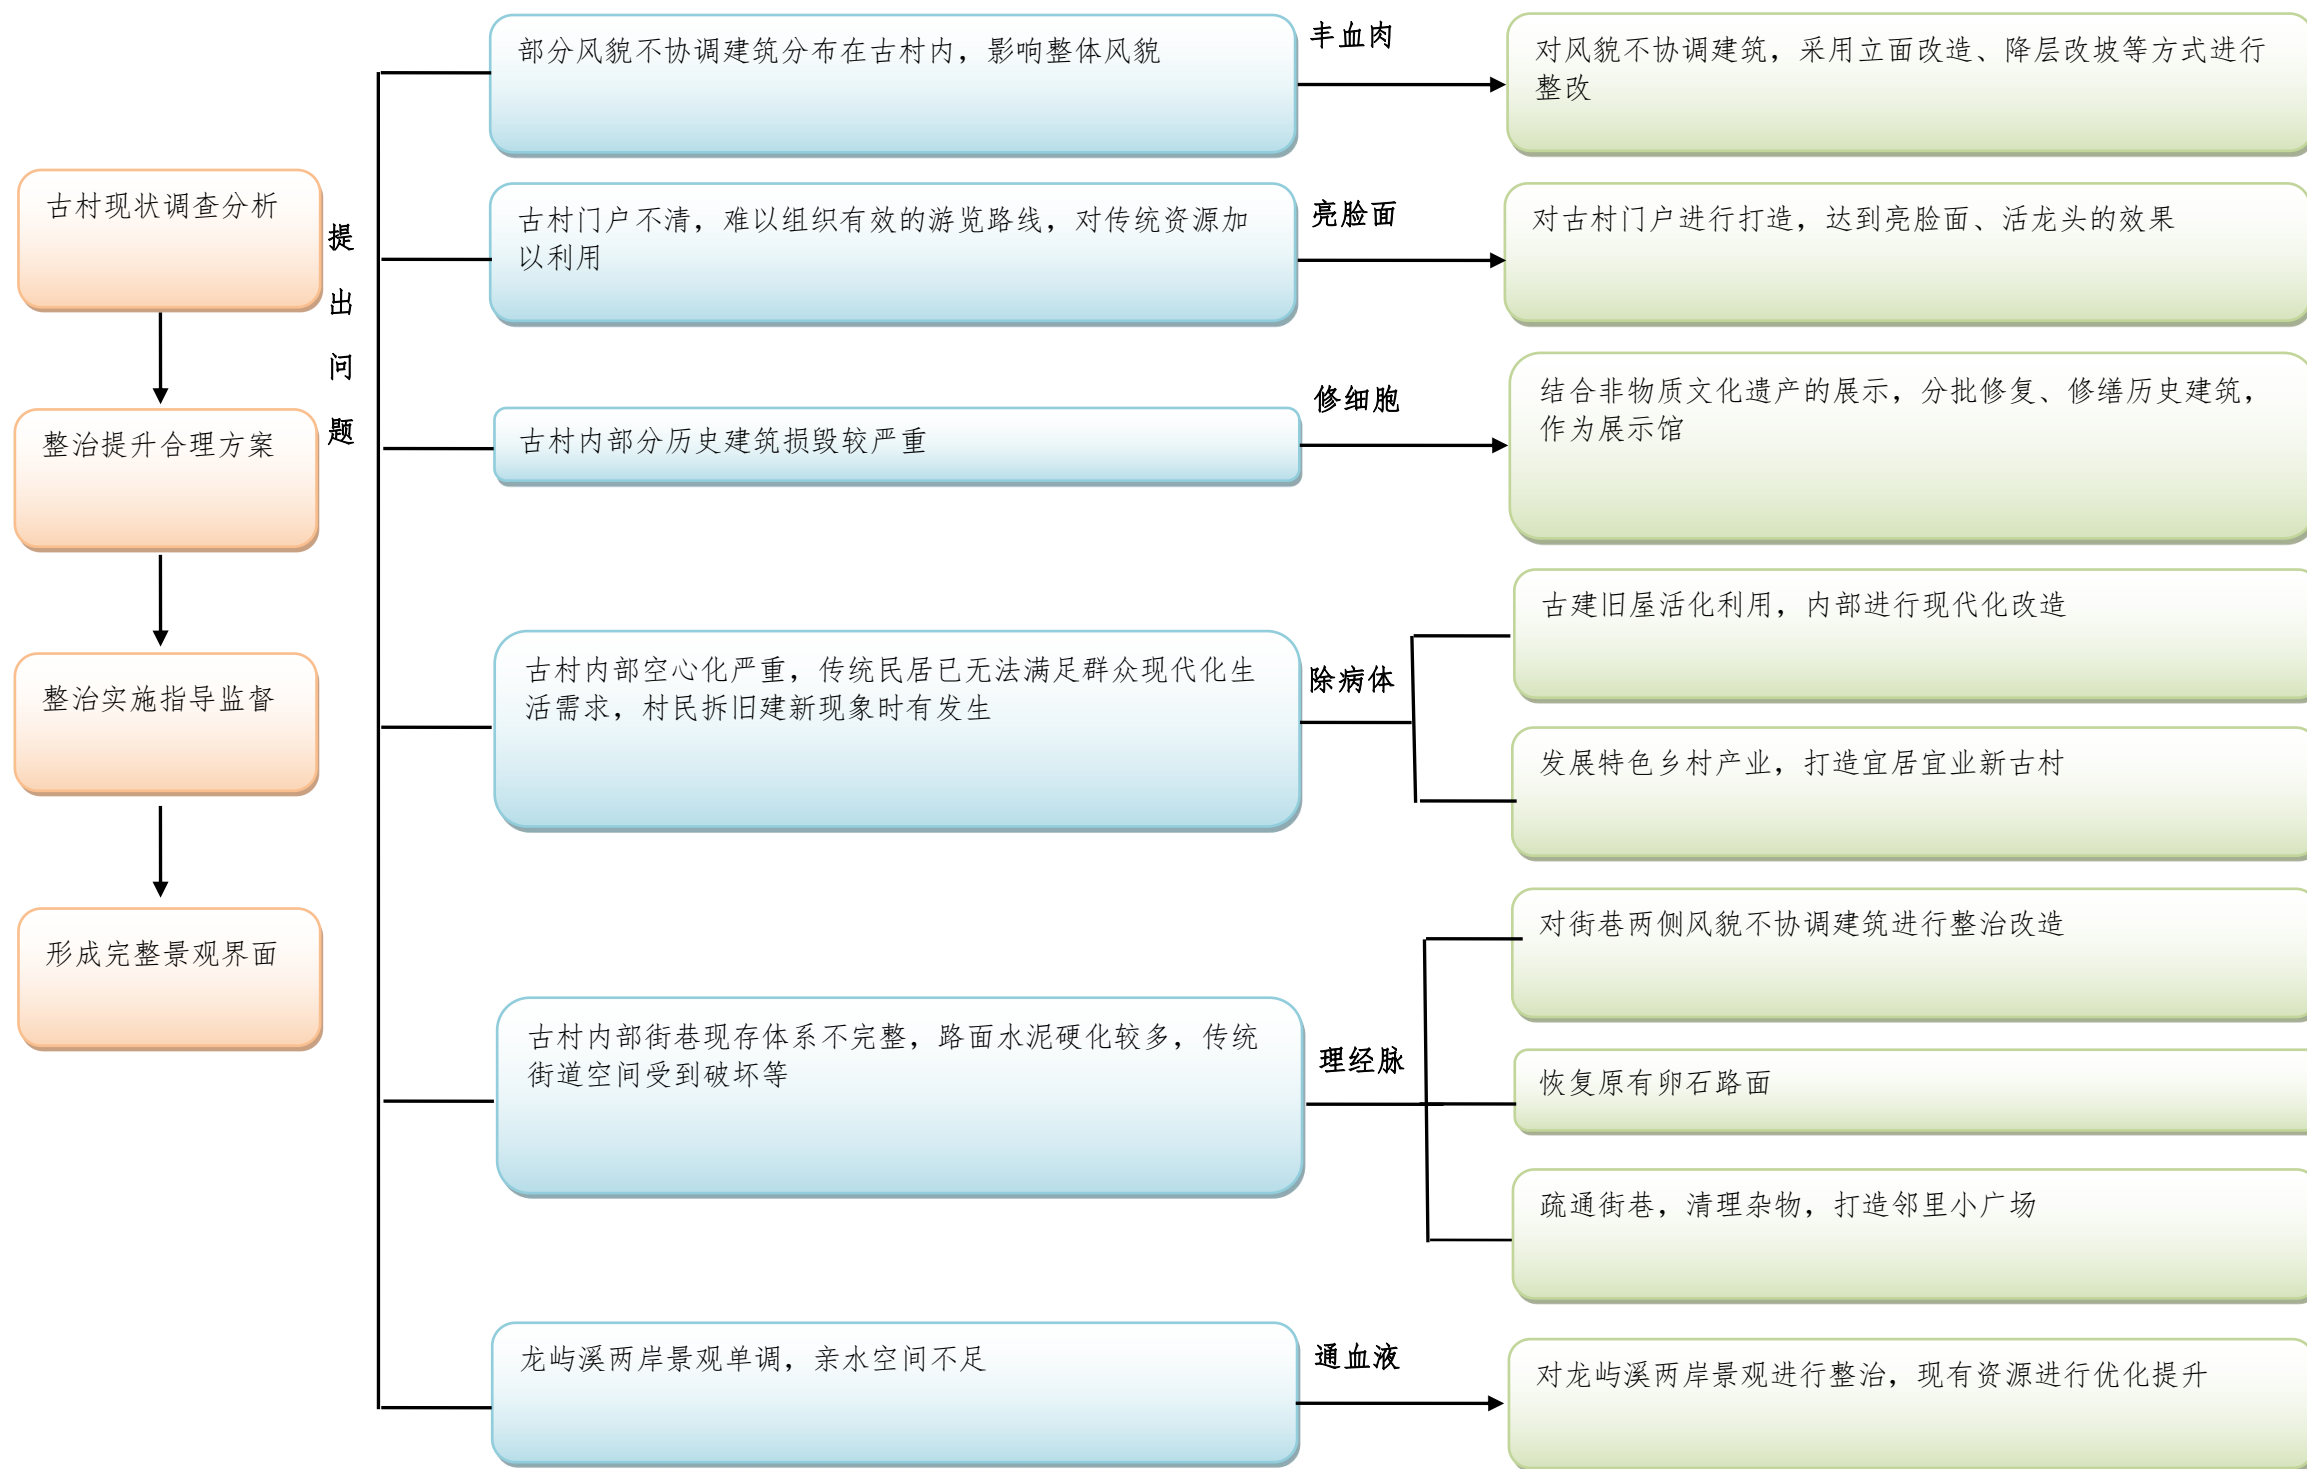 古村现状调查分析
整治提升合理方案
整治实施指导监督
形成完整景观界面
提
出
问
题
部分风貌不协调建筑分布在古村内，影响整体风貌
丰血肉
对风貌不协调建筑，采用立面改造、降层改坡等方式进行
整改
古村门户不清，难以组织有效的游览路线，对传统资源加
以利用
亮脸面
对古村门户进行打造，达到亮脸面、活龙头的效果
古村内部分历史建筑损毁较严重
修细胞
结合非物质文化遗产的展示，分批修复、修缮历史建筑，
作为展示馆
古村内部空心化严重，传统民居已无法满足群众现代化生
活需求，村民拆旧建新现象时有发生
除病体
古建旧屋活化利用，内部进行现代化改造
发展特色乡村产业，打造宜居宜业新古村
古村内部街巷现存体系不完整，路面水泥硬化较多，传统
街道空间受到破坏等
理经脉
对街巷两侧风貌不协调建筑进行整治改造
恢复原有卵石路面
疏通街巷，清理杂物，打造邻里小广场
龙屿溪两岸景观单调，亲水空间不足
通血液
对龙屿溪两岸景观进行整治，现有资源进行优化提升